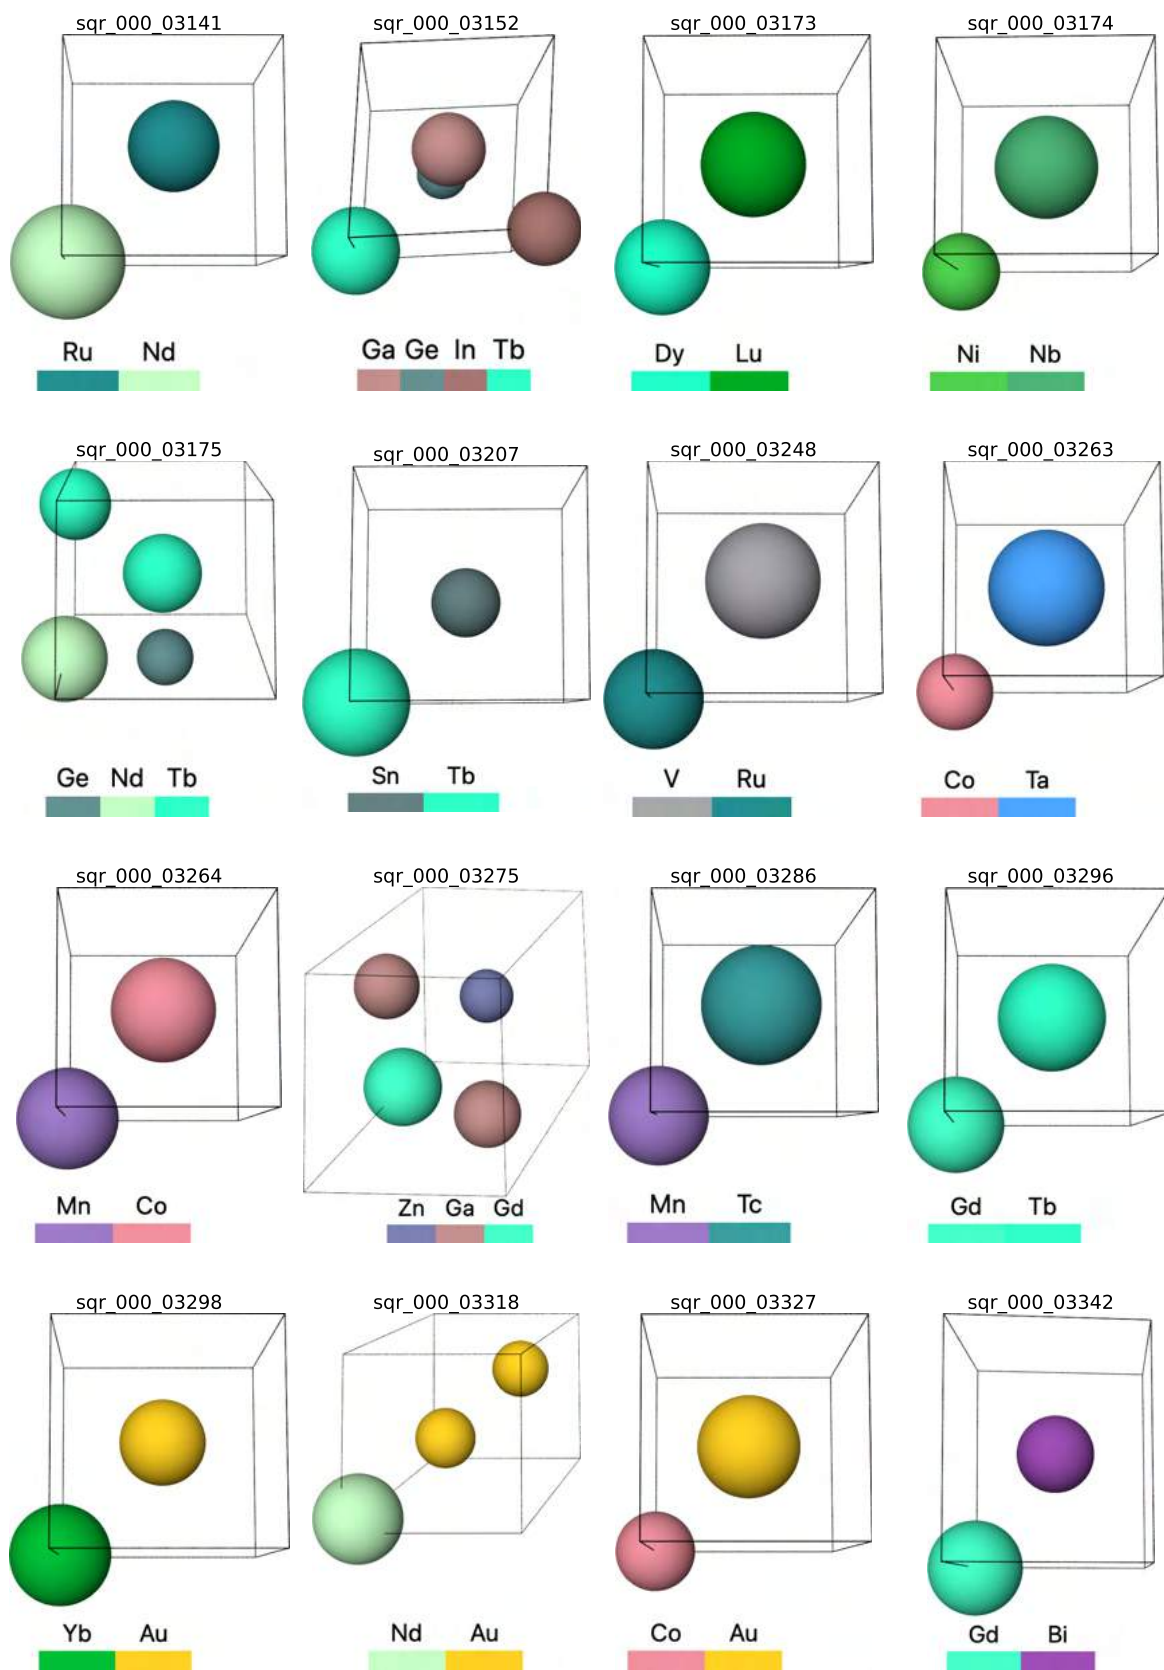 sqr_000_03141 sqr_000_03152 sqr_000_03173 sqr_000_03174
Ru Nd Ga Ge In Tb Dy Lu Ni Nb
sqr_000_03175 sqr_000_03207 sqr_000_03248 sqr_000_03263
Ge Nd Tb Sn Tb V Ru Co Ta
sqr_000_03264 sqr_000_03275 sqr_000_03286 sqr_000_03296
Mn Co Zn Ga Gd Mn Tc Gd Tb
sqr_000_03298 sqr_000_03318 sqr_000_03327 sqr_000_03342
Yb Au Nd Au Co Au Gd Bi